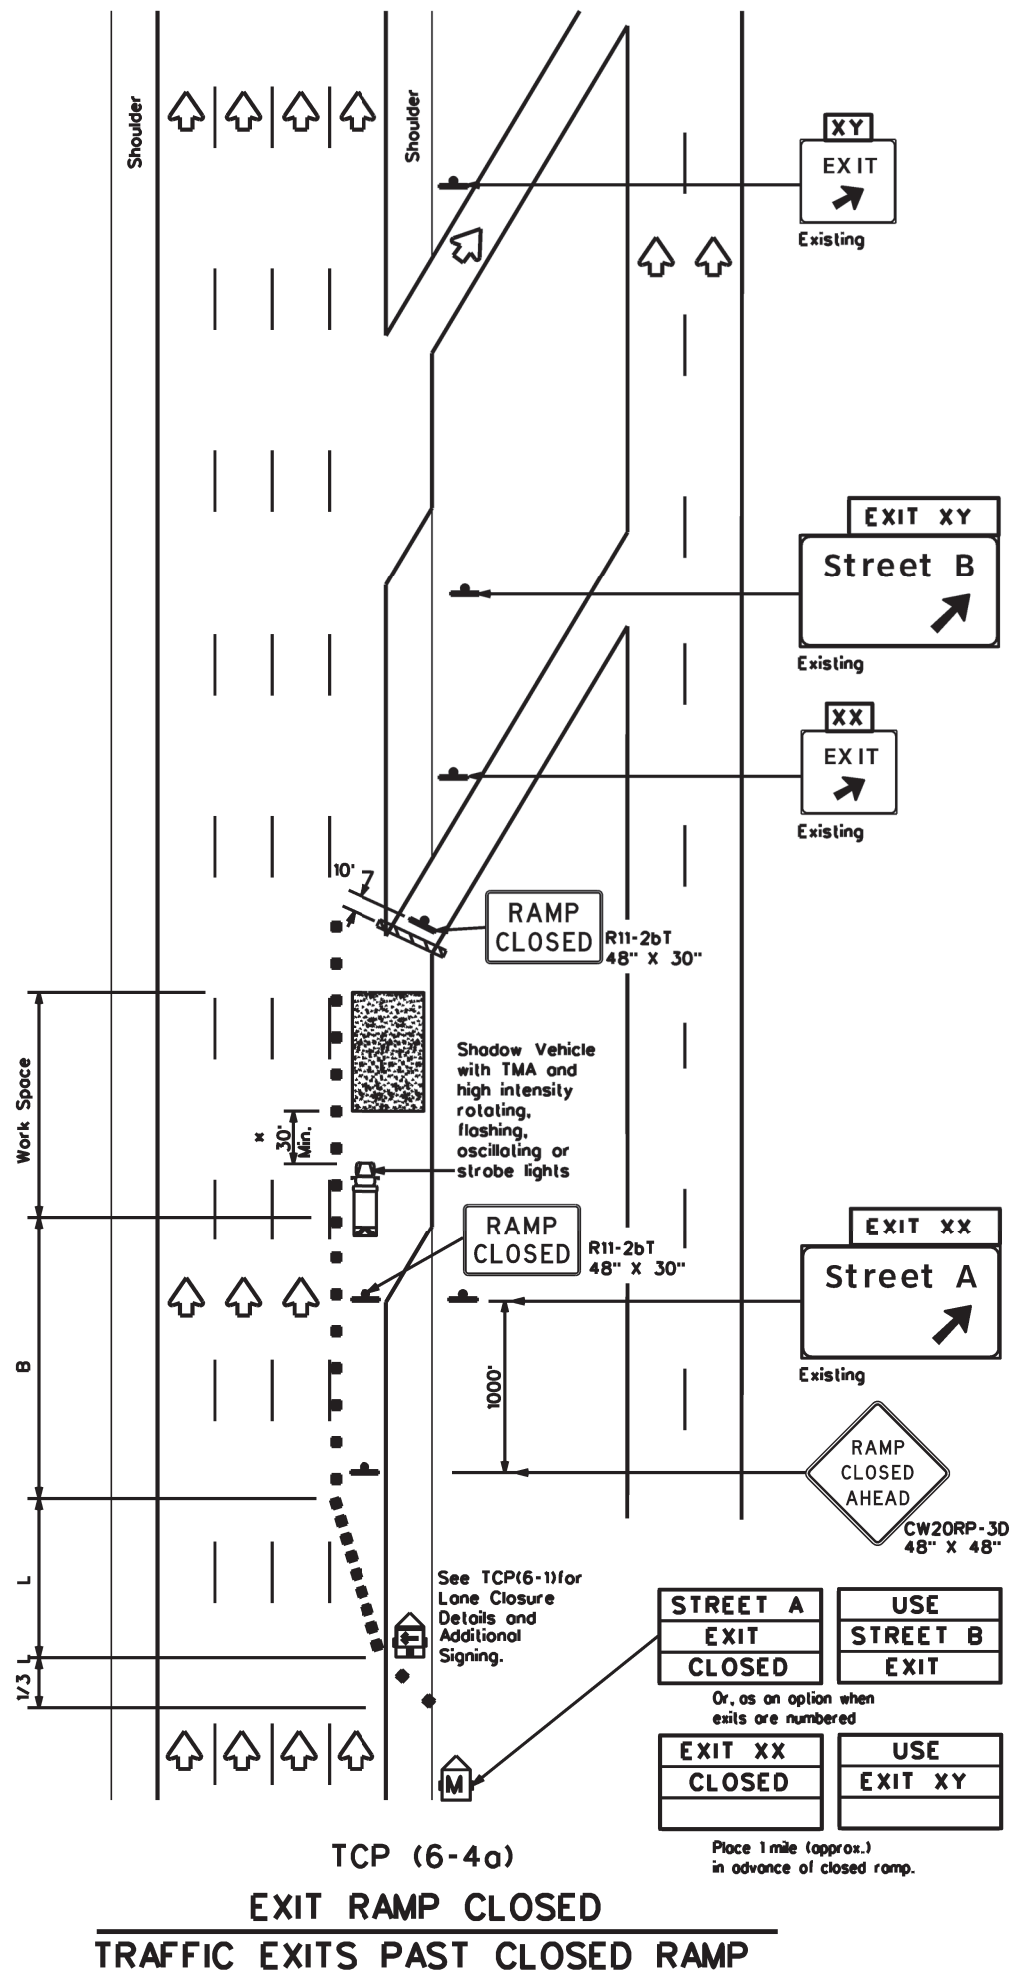 Shoulder
Shoulder
XY
EXIT
Existing
EXIT XY
Street B
Existing
XX
EXIT
Existing
10'
RAMP
CLOSED
R11-2bT
48" X 30"
Work Space
x
30'
Min.
Shadow Vehicle
with TMA and
high intensity
rotating,
flashing,
oscillating or
strobe lights
RAMP
CLOSED
R11-2bT
48" X 30"
EXIT XX
Street A
Existing
B
1000'
RAMP
CLOSED
AHEAD
CW20RP-3D
48" X 48"
L
See TCP(6-1)for
Lane Closure
Details and
Additional
Signing.
1/3 L
STREET A
EXIT
CLOSED
USE
STREET B
EXIT
Or, as an option when
exits are numbered
EXIT XX
CLOSED
USE
EXIT XY
M
Place 1 mile (approx.)
in advance of closed ramp.
TCP (6-4a)
EXIT RAMP CLOSED
TRAFFIC EXITS PAST CLOSED RAMP